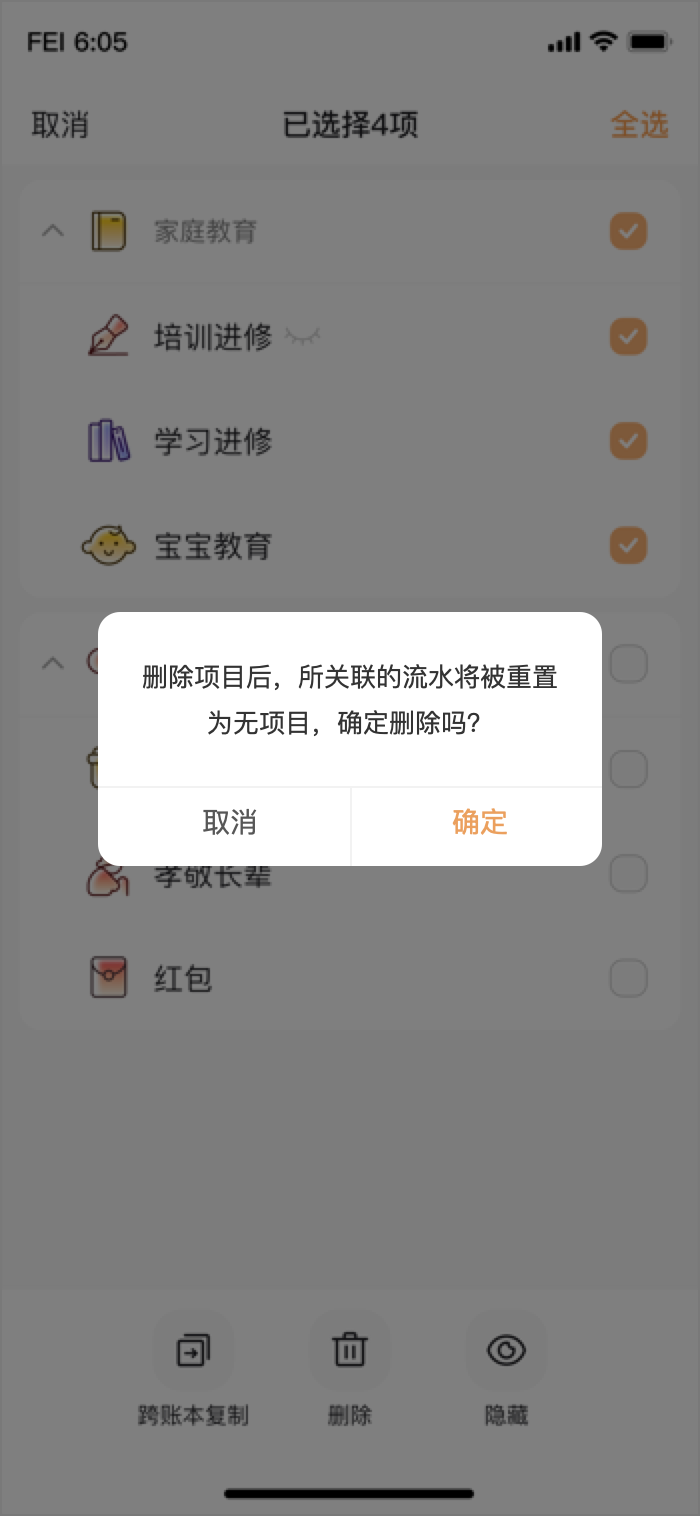 FEI 6:05
取消
已选择4项
全选
家庭教育
培训进修
学习进修
宝宝教育
删除项目后，所关联的流水将被重置
为无项目，确定删除吗？
取消
确定
孝敬长辈
红包
跨账本复制
删除
隐藏